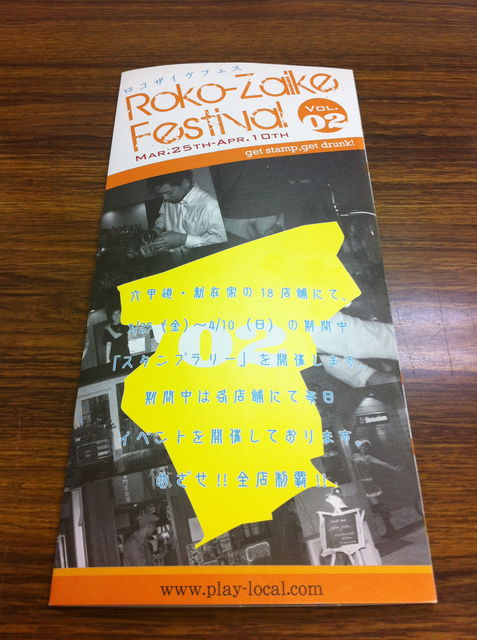 ロコザイケフェス
Roko-Zaike
Festival
VOL.
02
Mar.25th-Apr.10th
get stamp,get drunk!
六甲道・新在家の18店舗にて、
3/25（金）〜4/10（日）の期間中
02
「スタンプラリー」を開催します
期間中は各店舗にて毎日
イベントを開催しております。
めざせ!!全店制覇!!
Heineken
www.play-local.com